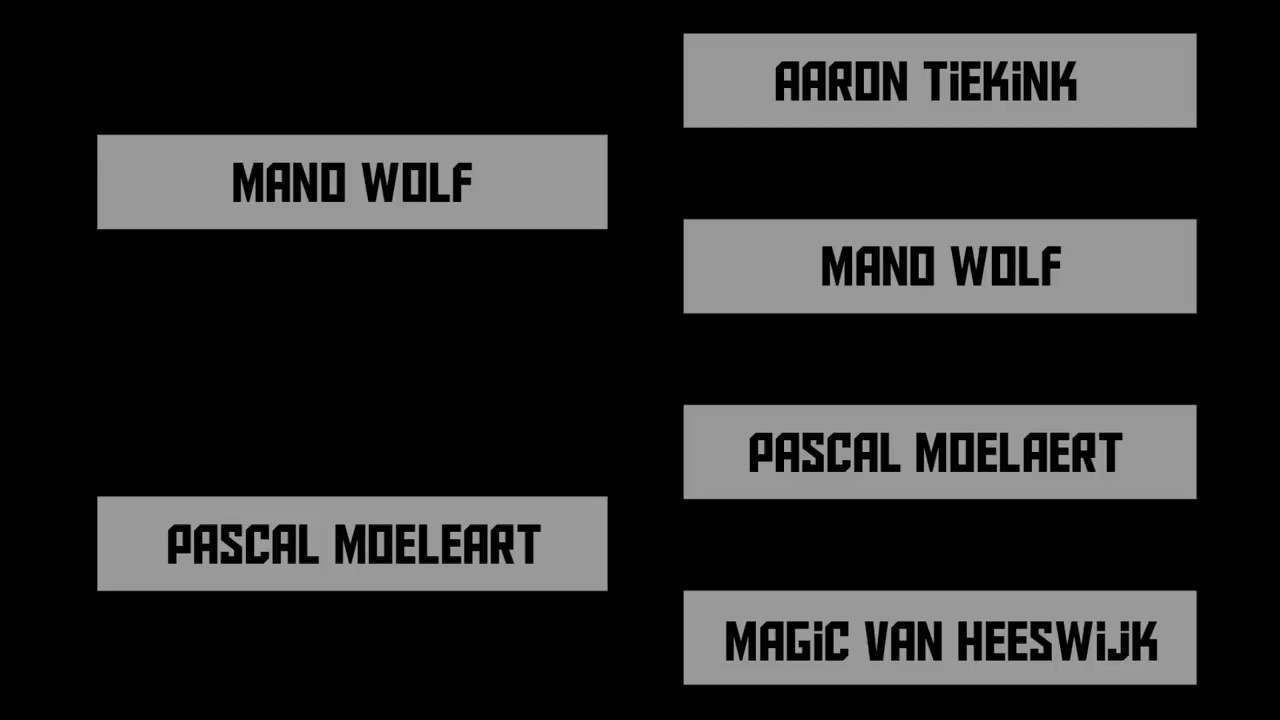 MANO WOLF
PASCAL MOELEART
AARON TiEKiNK
MANO WOLF
PASCAL MOELAERT
MAGiC VAN HEESWiJK